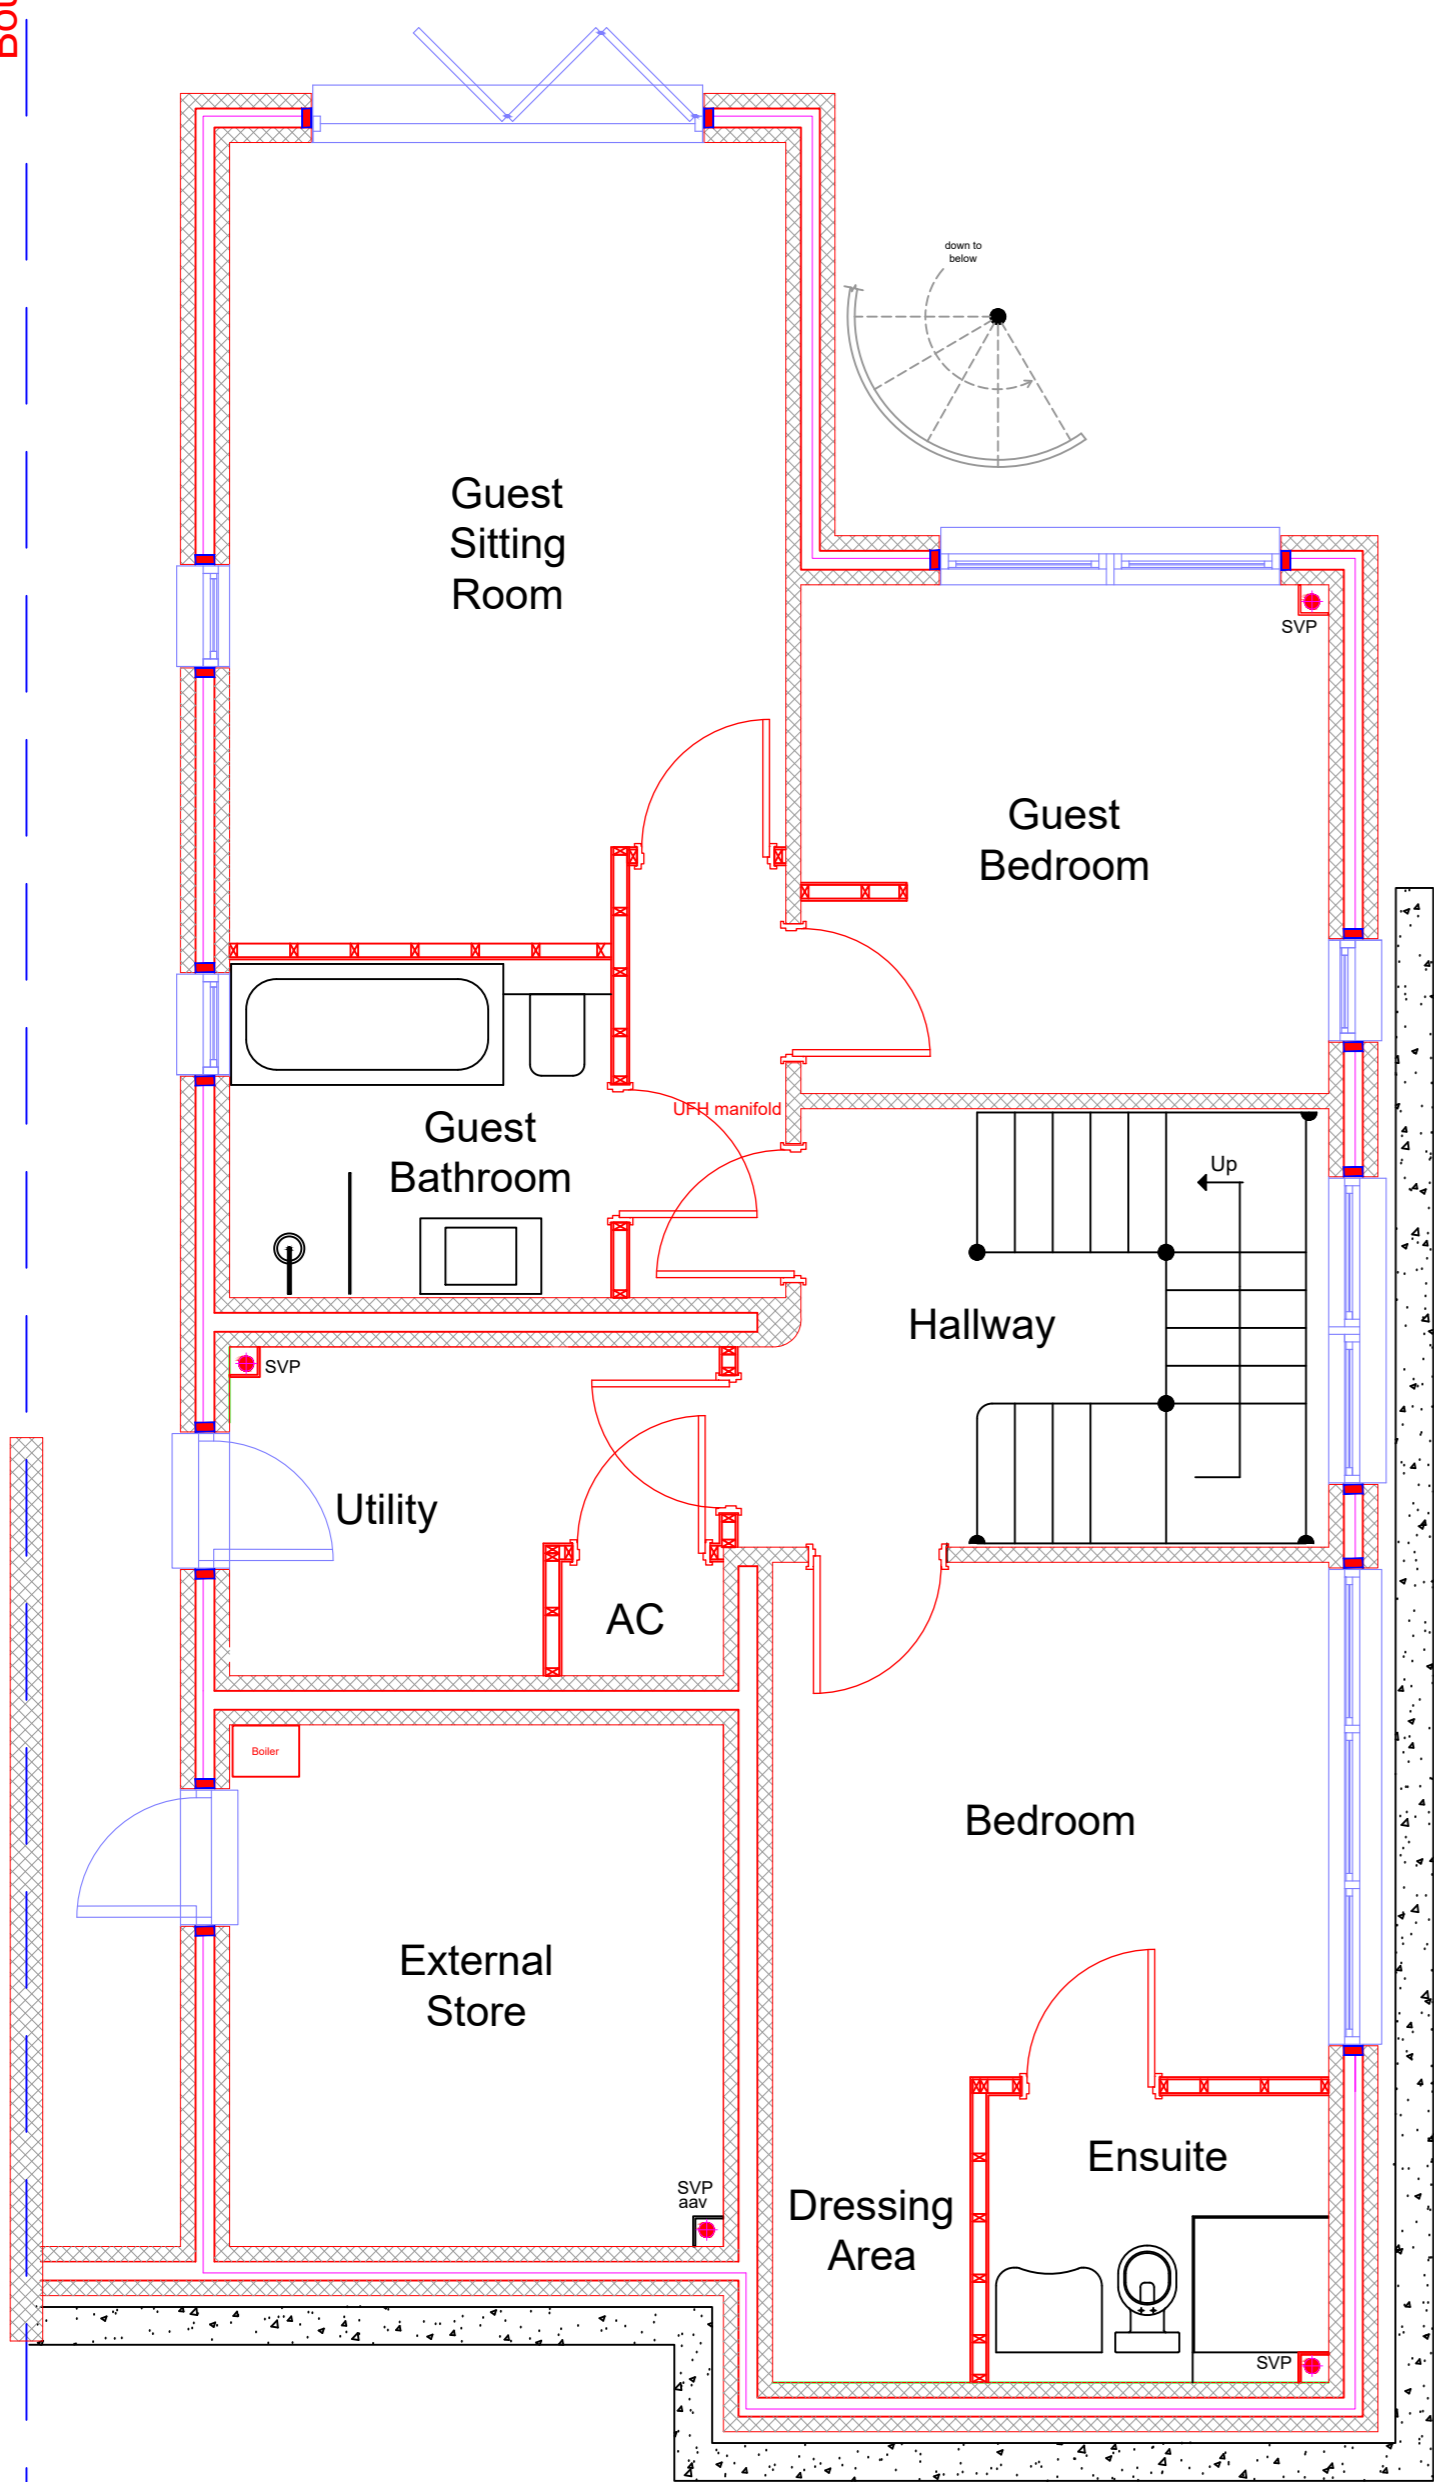 down to
below
Guest
Sitting
Room
SVP
Guest
Bedroom
UFH manifold
Guest
Bathroom
Up
Hallway
SVP
Utility
AC
Boiler
Bedroom
External
Store
Ensuite
SVP
aav
Dressing
Area
SVP